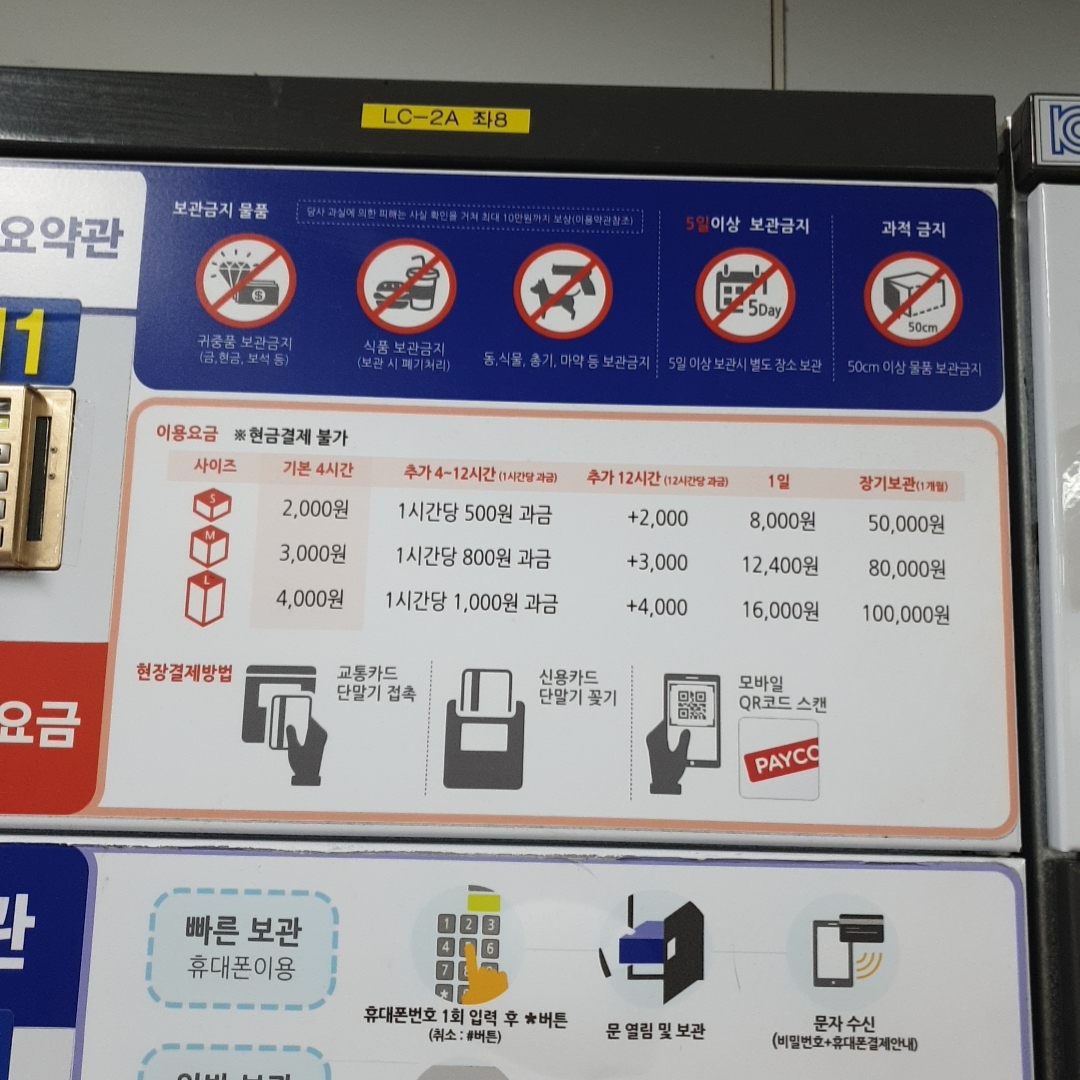 LC-2A 좌8
요약관
보관금지 물품
당사 과실에 의한 피해는 사실 확인을 거쳐 최대 10만원까지 보상(이용약관참조)
5일이상 보관금지
과적 금지
$
5Day
50cm
귀중품 보관금지
(금,현금, 보석 등)
식품 보관금지
(보관 시 폐기처리)
동,식물, 총기, 마약 등 보관금지
5일 이상 보관시 별도 장소 보관
50cm 이상 물품 보관금지
이용요금 ※현금결제 불가
사이즈 기본 4시간 추가 4~12시간 (1시간당 과금) 추가 12시간 (12시간당 과금) 1일 장기보관(1개월)
S 2,000원 1시간당 500원 과금 +2,000 8,000원 50,000원
M 3,000원 1시간당 800원 과금 +3,000 12,400원 80,000원
L 4,000원 1시간당 1,000원 과금 +4,000 16,000원 100,000원
요금
현장결제방법
교통카드
단말기 접촉
신용카드
단말기 꽂기
모바일
QR코드 스캔
PAYCO
관
빠른 보관
휴대폰이용
1 2 3
4 6
7
휴대폰번호 1회 입력 후 *버튼
(취소 : #버튼)
문 열림 및 보관
문자 수신
(비밀번호+휴대폰결제안내)